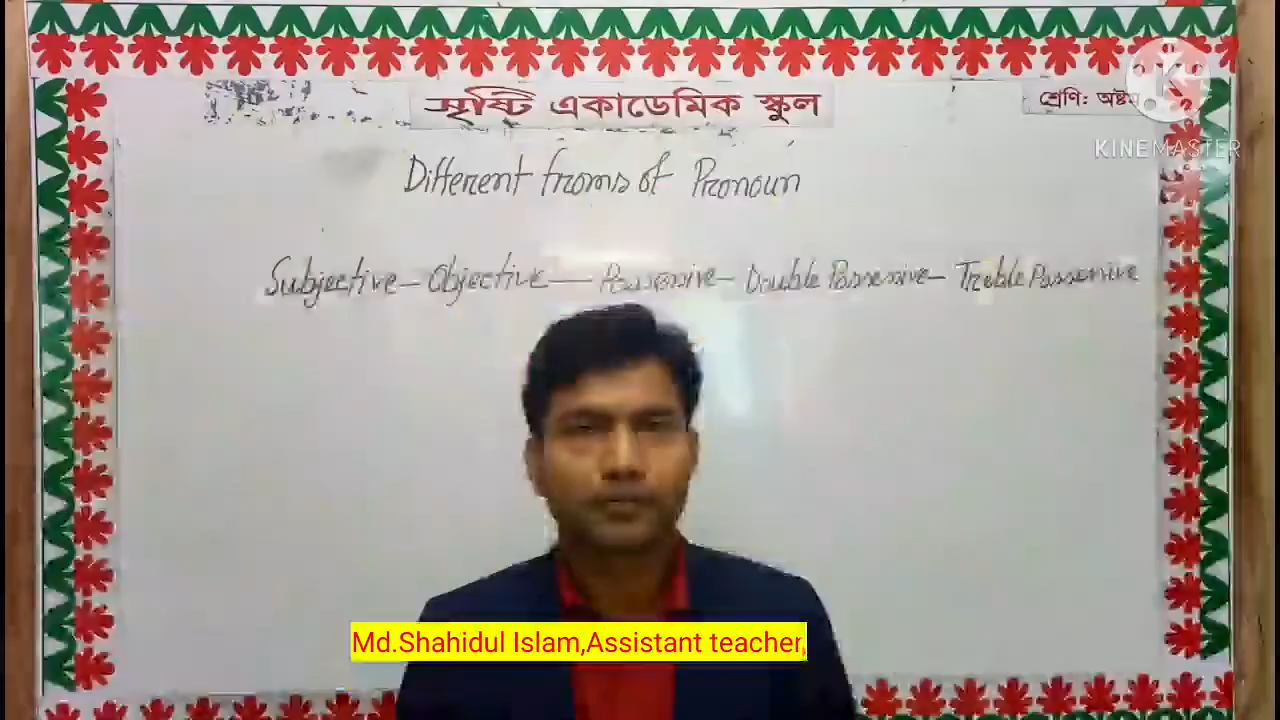 সৃষ্টি একাডেমিক স্কুল
শ্রেণি: অষ্টম
KINEMASTER
Different froms of Pronoun
Subjective - Objective - Possessive - Double Possessive - Treble Possessive
Md.Shahidul Islam,Assistant teacher,